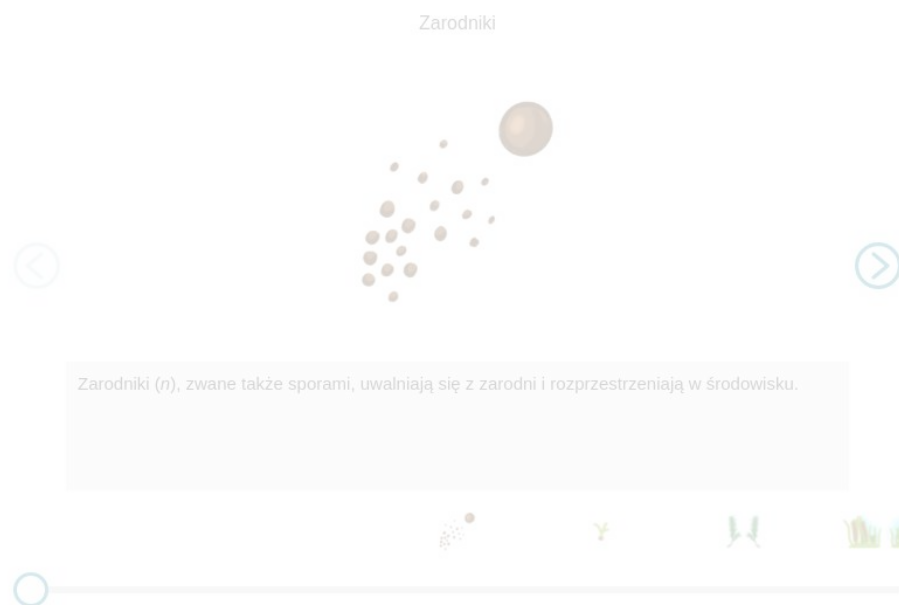 Zarodniki
Zarodniki (n), zwane także sporami, uwalniają się z zarodni i rozprzestrzeniają w środowisku.